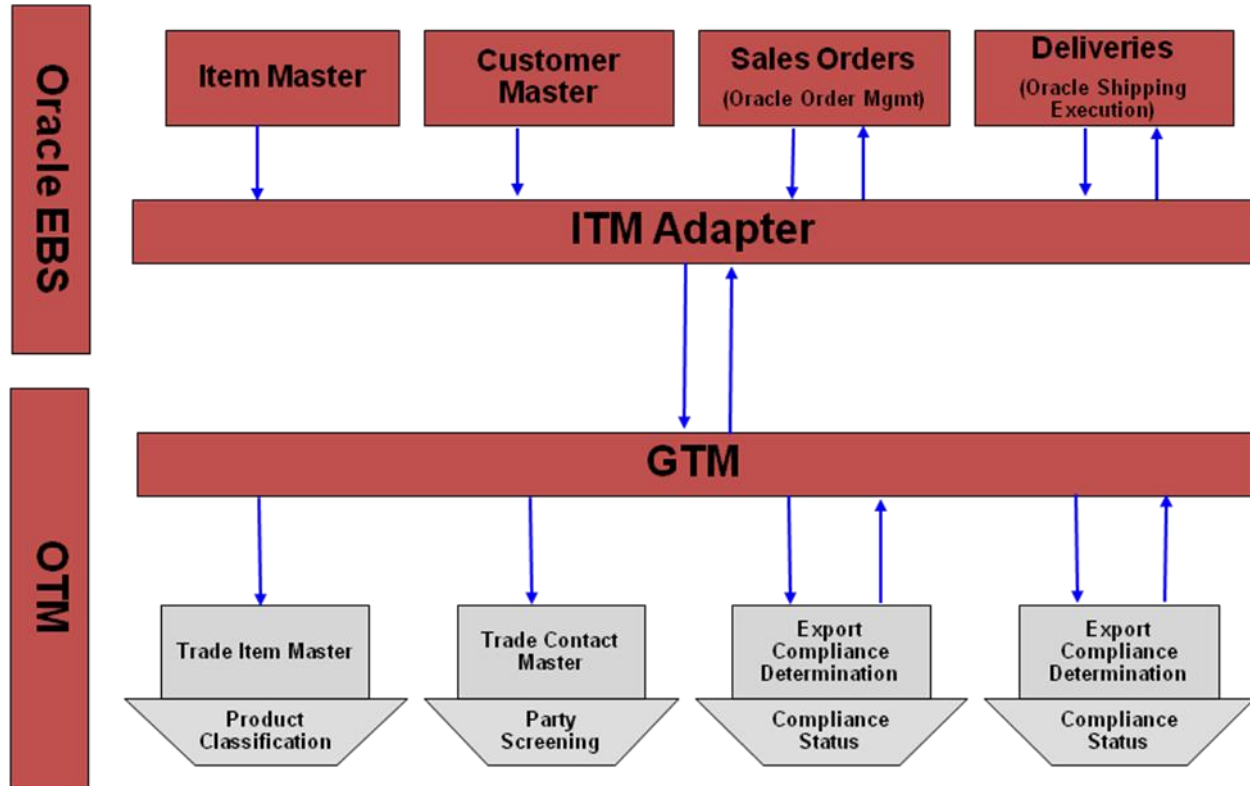 Oracle EBS
Item Master
Customer
Master
Sales Orders
(Oracle Order Mgmt)
Deliveries
(Oracle Shipping
Execution)
ITM Adapter
OTM
GTM
Trade Item Master
Trade Contact
Master
Export
Compliance
Determination
Export
Compliance
Determination
Product
Classification
Party
Screening
Compliance
Status
Compliance
Status